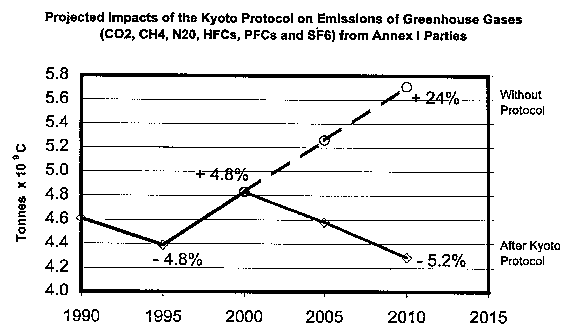 Projected Impacts of the Kyoto Protocol on Emissions of Greenhouse Gases
(CO2, CH4, N20, HFCs, PFCs and SF6) from Annex I Parties
Tonnes x 10^9 C
5.8
5.6
5.4
5.2
5.0
4.8
4.6
4.4
4.2
4.0
+ 4.8%
- 4.8%
+ 24%
- 5.2%
Without
Protocol
After Kyoto
Protocol
1990
1995
2000
2005
2010
2015